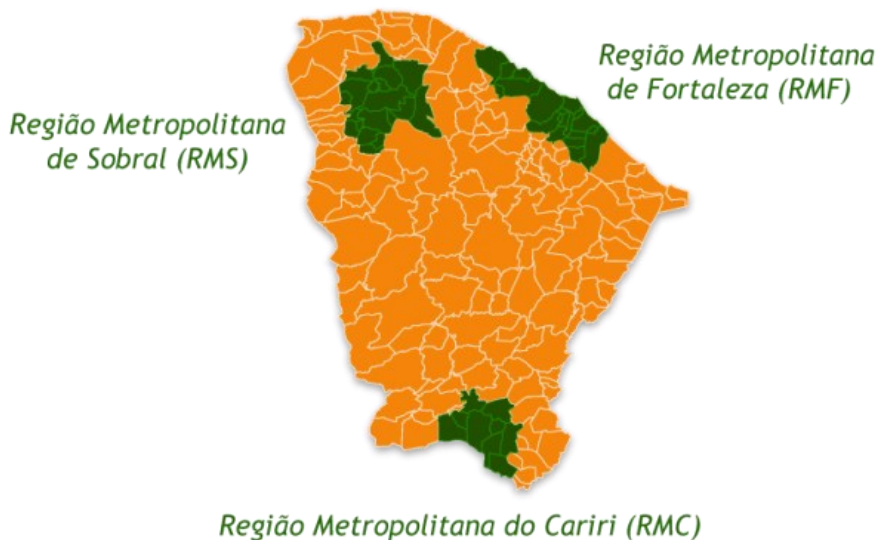 Região Metropolitana
de Fortaleza (RMF)
Região Metropolitana
de Sobral (RMS)
Região Metropolitana do Cariri (RMC)